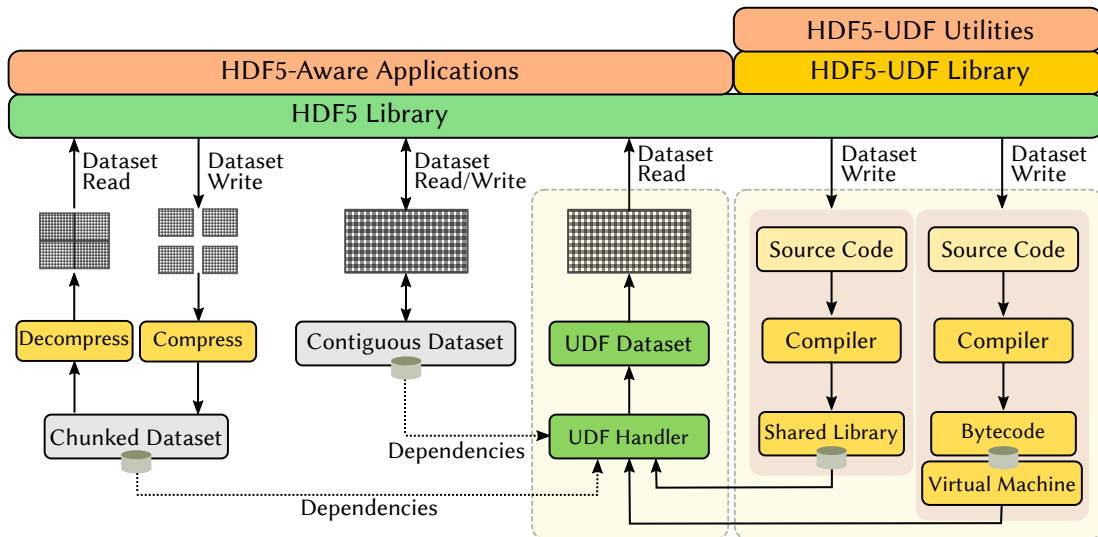 HDF5-UDF Utilities
HDF5-Aware Applications
HDF5-UDF Library
HDF5 Library
Dataset
Read
Dataset
Write
Dataset
Read/Write
Dataset
Read
Dataset
Write
Dataset
Write
Source Code
Source Code
Decompress
Compress
Contiguous Dataset
UDF Dataset
Compiler
Compiler
Chunked Dataset
Dependencies
UDF Handler
Shared Library
Bytecode
Virtual Machine
Dependencies